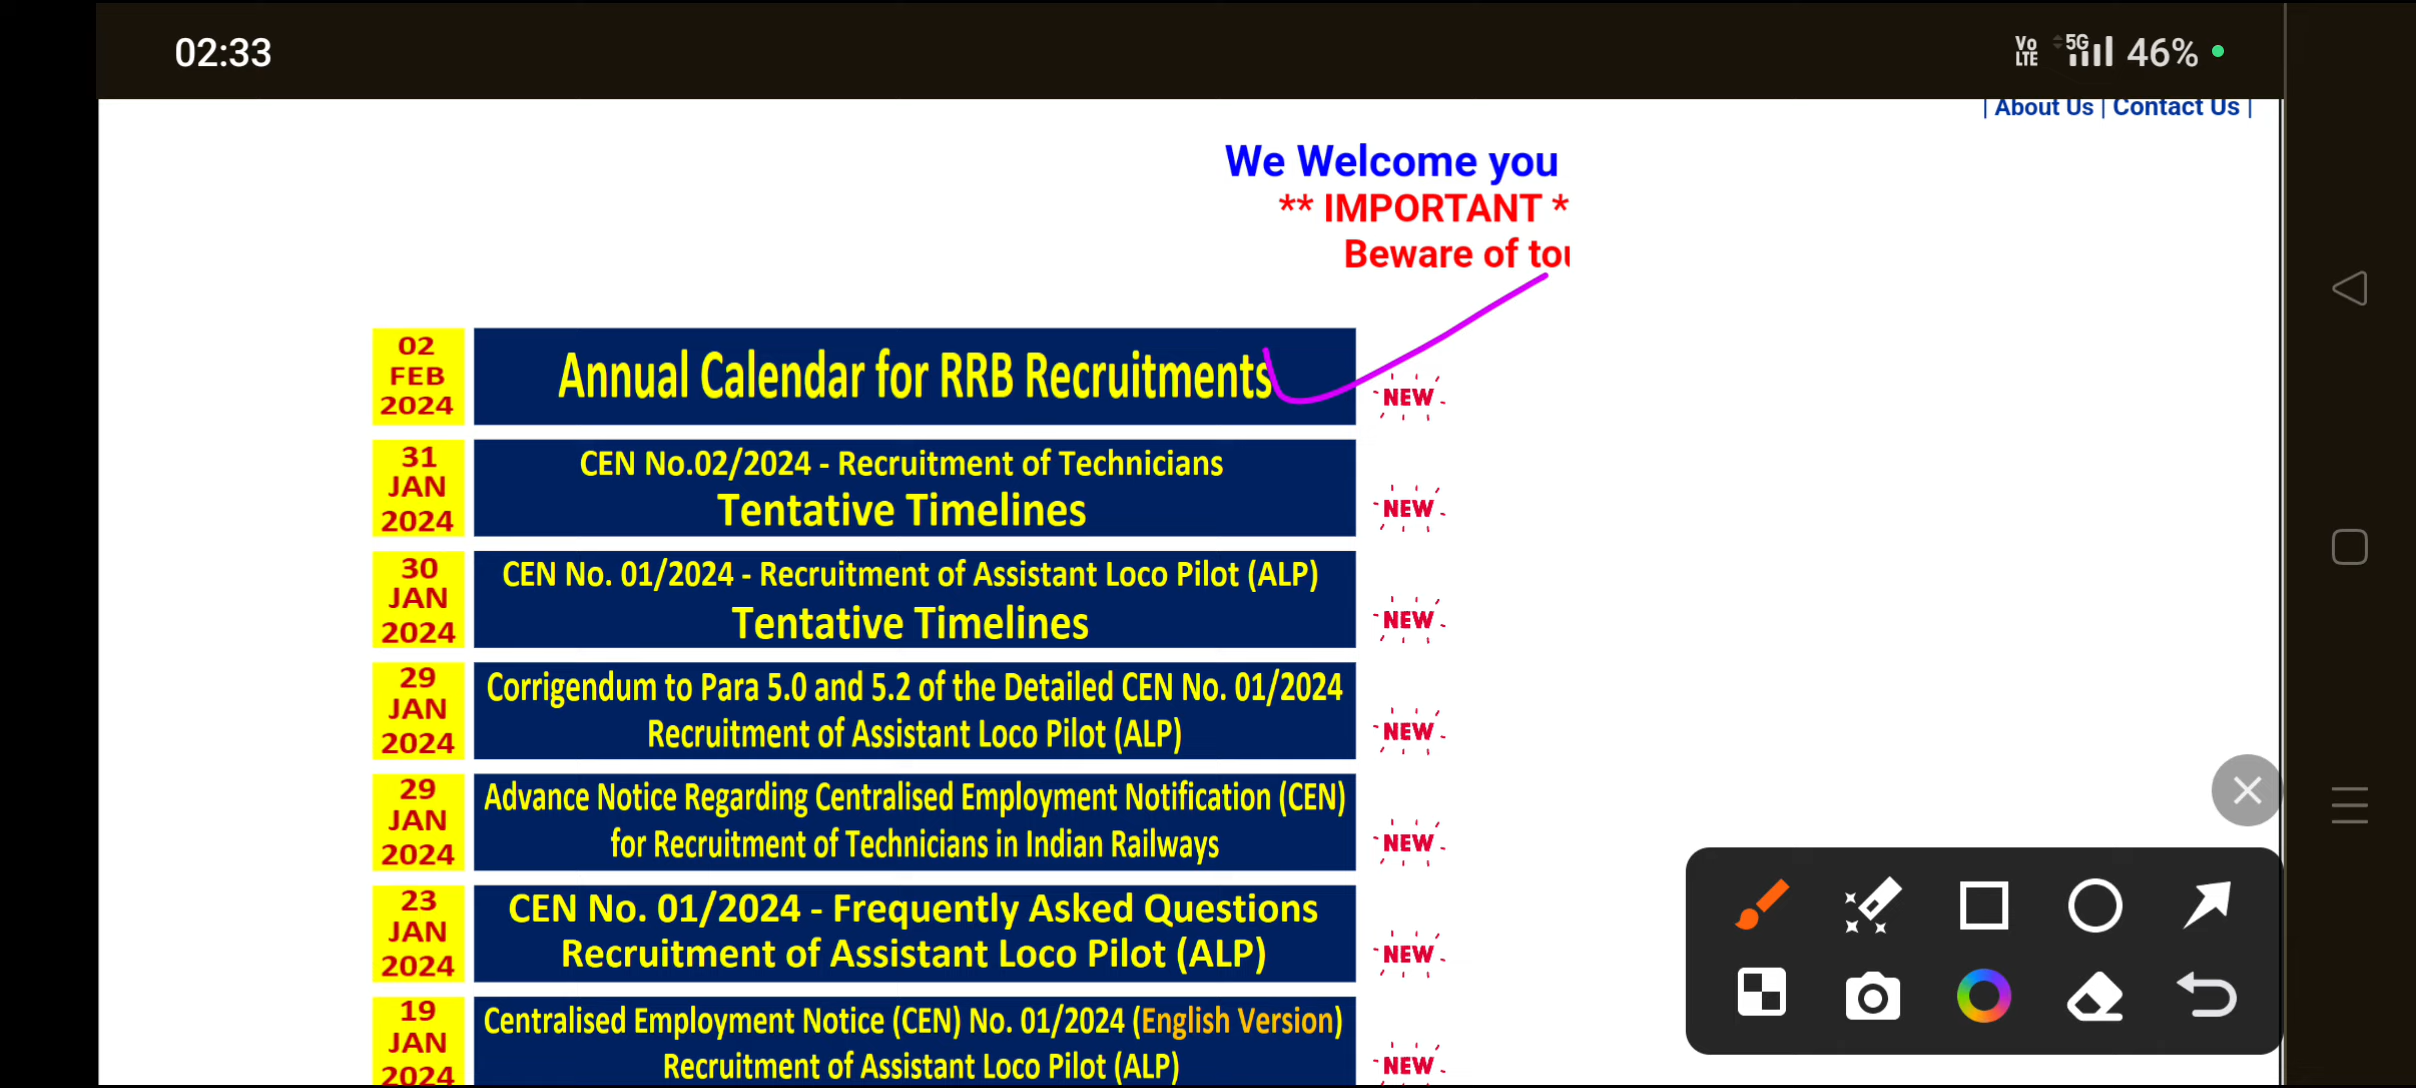 02:33
Vo LTE 5G 46%
| About Us | Contact Us |
We Welcome you
** IMPORTANT *
Beware of
02 FEB 2024
Annual Calendar for RRB Recruitments
NEW
31 JAN 2024
CEN No.02/2024 - Recruitment of Technicians
Tentative Timelines
NEW
30 JAN 2024
CEN No. 01/2024 - Recruitment of Assistant Loco Pilot (ALP)
Tentative Timelines
NEW
29 JAN 2024
Corrigendum to Para 5.0 and 5.2 of the Detailed CEN No. 01/2024
Recruitment of Assistant Loco Pilot (ALP)
NEW
29 JAN 2024
Advance Notice Regarding Centralised Employment Notification (CEN)
for Recruitment of Technicians in Indian Railways
NEW
23 JAN 2024
CEN No. 01/2024 - Frequently Asked Questions
Recruitment of Assistant Loco Pilot (ALP)
NEW
19 JAN 2024
Centralised Employment Notice (CEN) No. 01/2024 (English Version)
Recruitment of Assistant Loco Pilot (ALP)
NEW